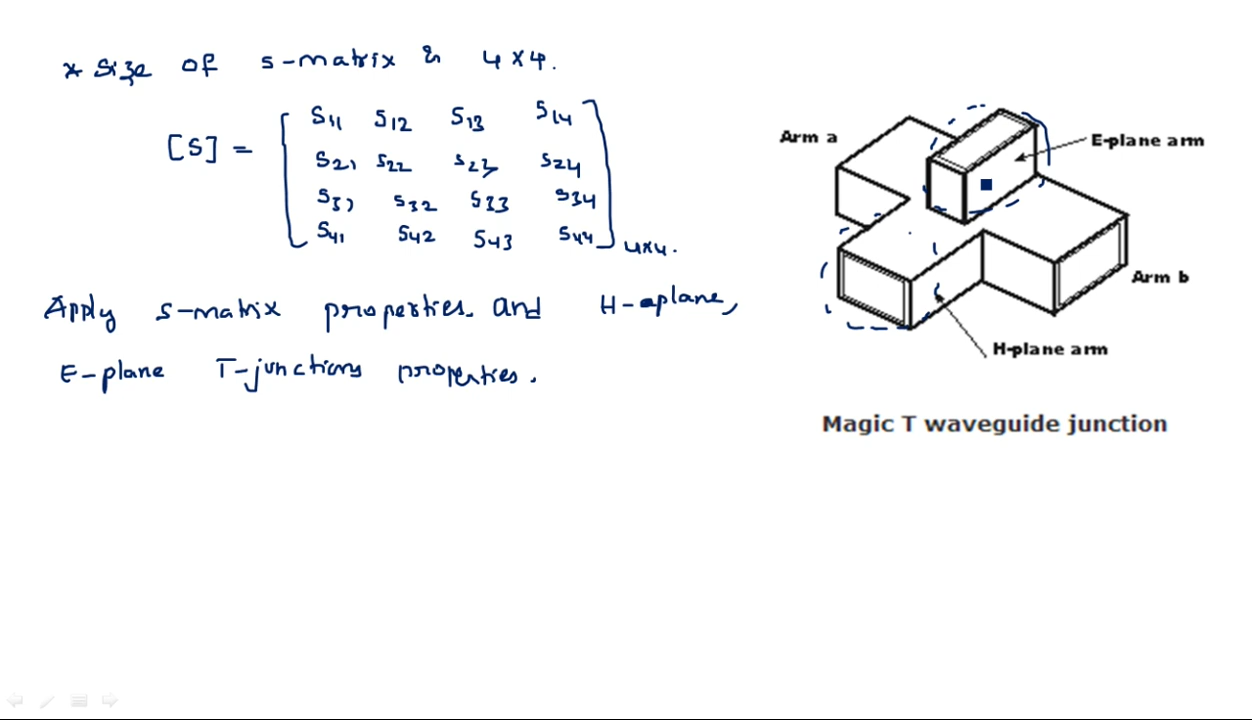 * Size of s-matrix is 4x4.
[S] =
S11 S12 S13 S14
S21 S22 S23 S24
S31 S32 S33 S34
S41 S42 S43 S44
4x4.
Apply s-matrix properties. and H-plane,
E-plane T-junctions properties.
Arm a
E-plane arm
Arm b
H-plane arm
Magic T waveguide junction